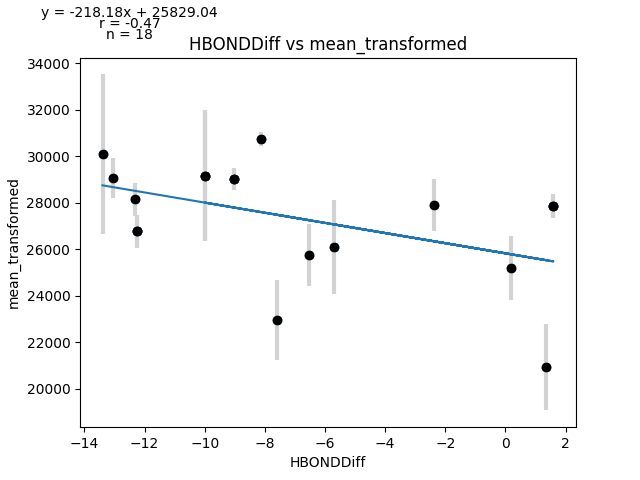 y = -218.18x + 25829.04
r = -0.47
n = 18
HBONDDiff vs mean_transformed
34000
32000
30000
28000
26000
24000
22000
20000
mean_transformed
−14 −12 −10 −8 −6 −4 −2 0 2
HBONDDiff